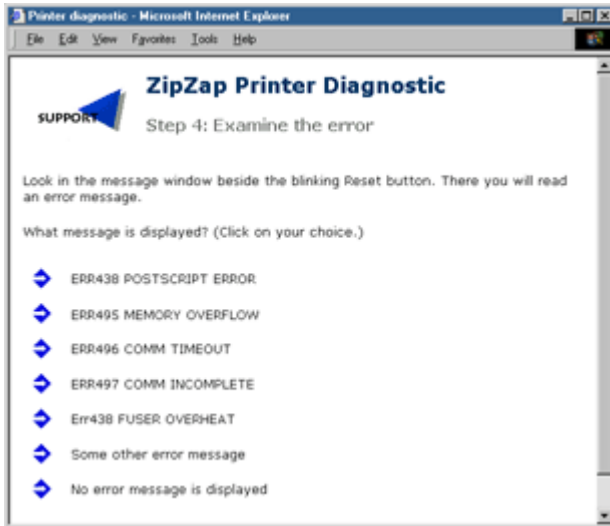 Printer diagnostic - Microsoft Internet Explorer
File Edit View Favorites Tools Help
ZipZap Printer Diagnostic
SUPPORT
Step 4: Examine the error
Look in the message window beside the blinking Reset button. There you will read
an error message.
What message is displayed? (Click on your choice.)
ERR438 POSTSCRIPT ERROR
ERR495 MEMORY OVERFLOW
ERR496 COMM TIMEOUT
ERR497 COMM INCOMPLETE
Err438 FUSER OVERHEAT
Some other error message
No error message is displayed